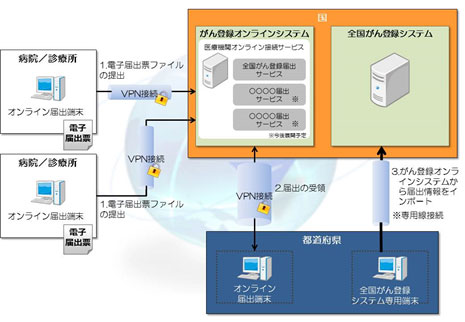 国
がん登録オンラインシステム
医療機関オンライン接続サービス
全国がん登録届出
サービス
〇〇〇〇届出
サービス ※
〇〇〇〇届出
サービス ※
※今後展開予定
全国がん登録システム
病院／診療所
オンライン届出端末
電子
届出票
1.電子届出票ファイル
の提出
VPN接続
病院／診療所
オンライン届出端末
電子
届出票
1.電子届出票ファイル
の提出
VPN接続
VPN接続
2.届出の受領
3.がん登録オンラ
インシステムから
届出情報をイ
ンポート
※専用線接続
都道府県
オンライン
届出端末
全国がん登録
システム専用端末